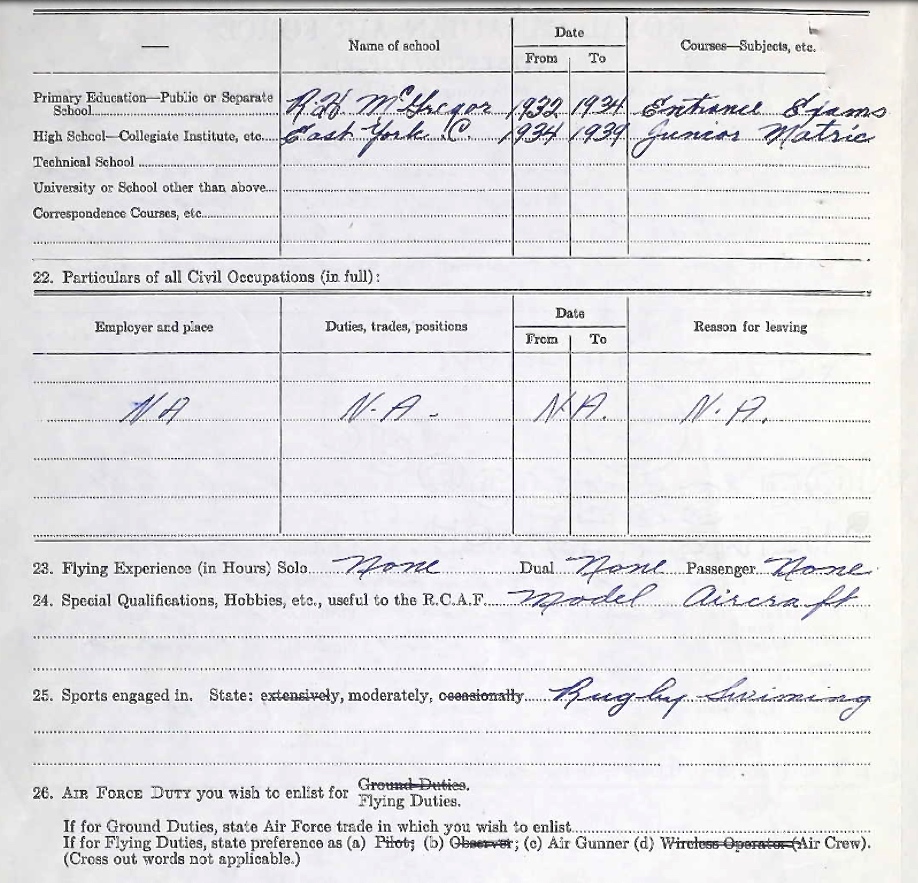 — Name of school Date Courses—Subjects, etc.
From To
Primary Education—Public or Separate
School R.H. McGregor 1932 1934 Entrance Exams
High School—Collegiate Institute, etc. East York C. 1934 1939 Junior Matric
Technical School
University or School other than above
Correspondence Courses, etc.
22. Particulars of all Civil Occupations (in full):
Employer and place Duties, trades, positions Date Reason for leaving
From To
N A N-A- N.A. N.A.
23. Flying Experience (in Hours) Solo None Dual None Passenger None
24. Special Qualifications, Hobbies, etc., useful to the R.C.A.F. Model Aircraft
25. Sports engaged in. State: extensively, moderately, occasionally Rugby Swiming
26. AIR FORCE DUTY you wish to enlist for Ground Duties.
Flying Duties.
If for Ground Duties, state Air Force trade in which you wish to enlist
If for Flying Duties, state preference as (a) Pilot; (b) Observer; (c) Air Gunner (d) Wireless Operator (Air Crew).
(Cross out words not applicable.)